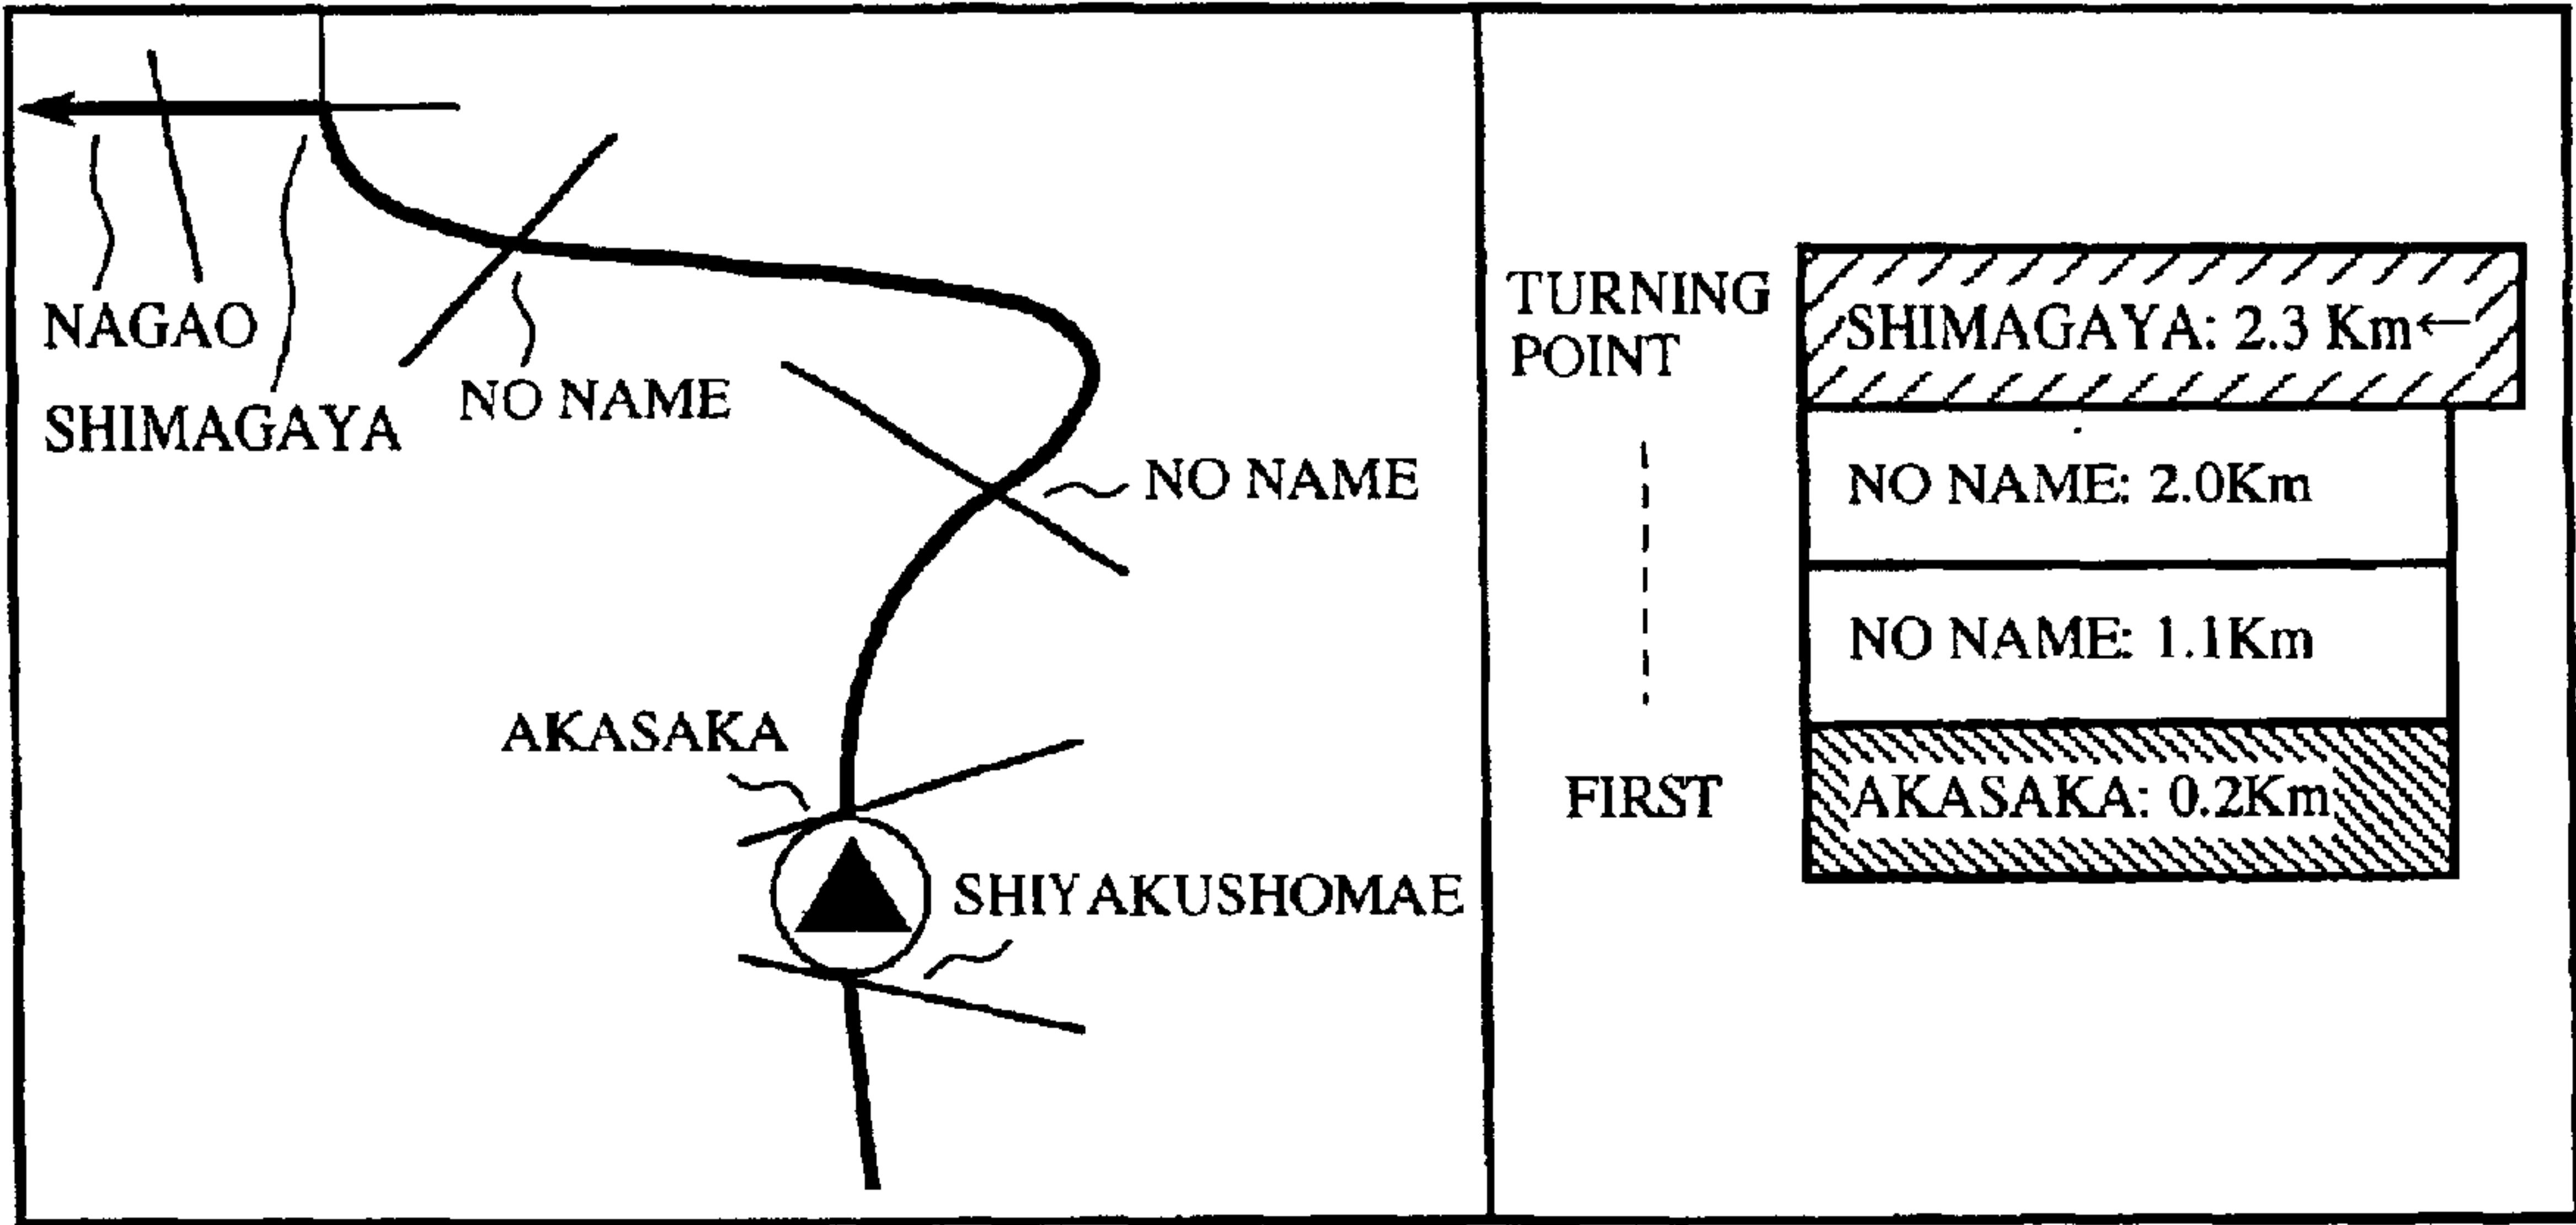 NAGAO
SHIMAGAYA
NO NAME
NO NAME
AKASAKA
SHIYAKUSHOMAE
TURNING
POINT
SHIMAGAYA: 2.3 Km←
NO NAME: 2.0Km
NO NAME: 1.1Km
FIRST
AKASAKA: 0.2Km